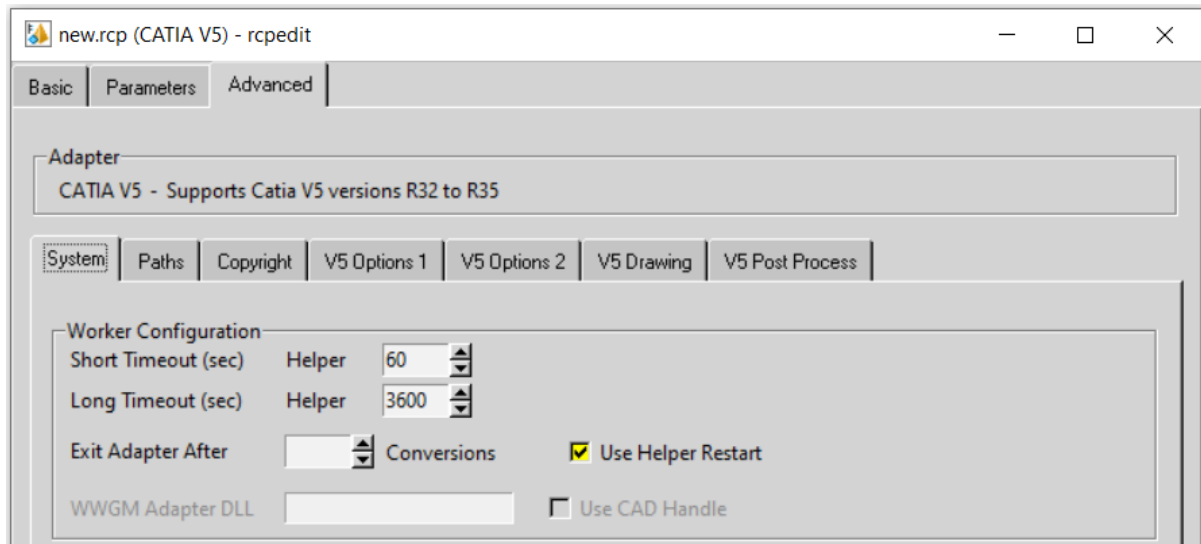 new.rcp (CATIA V5) - rcpedit
Basic Parameters Advanced
Adapter
CATIA V5 - Supports Catia V5 versions R32 to R35
System Paths Copyright V5 Options 1 V5 Options 2 V5 Drawing V5 Post Process
Worker Configuration
Short Timeout (sec) Helper 60
Long Timeout (sec) Helper 3600
Exit Adapter After Conversions Use Helper Restart
WWGM Adapter DLL Use CAD Handle